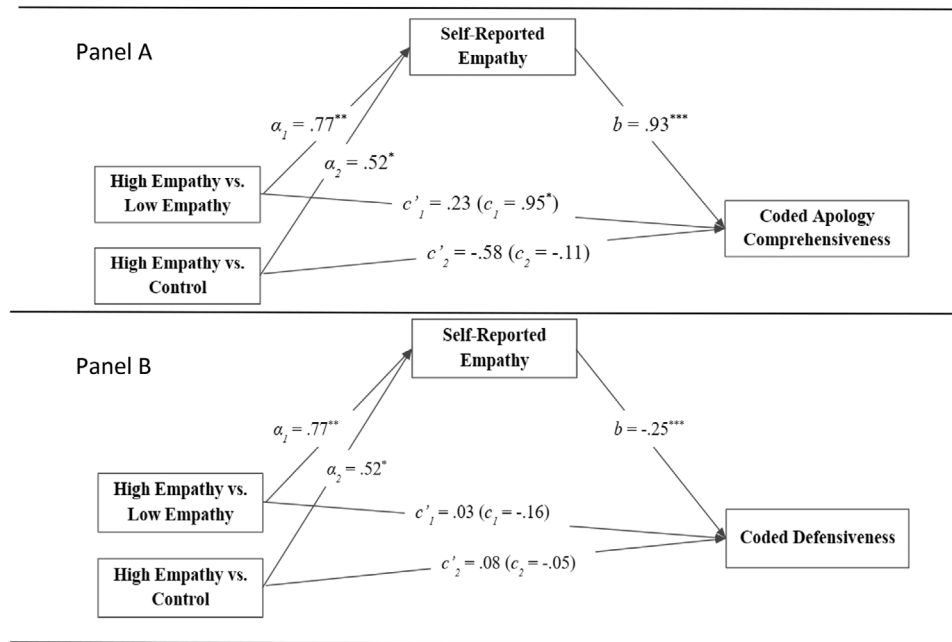 Panel A
Self-Reported
Empathy
α1 = .77**
b = .93***
α2 = .52*
High Empathy vs.
Low Empathy
c’1 = .23 (c1 = .95*)
Coded Apology
Comprehensiveness
c’2 = -.58 (c2 = -.11)
High Empathy vs.
Control
Panel B
Self-Reported
Empathy
α1 = .77**
b = -.25***
α2 = .52*
High Empathy vs.
Low Empathy
c’1 = .03 (c1 = -.16)
Coded Defensiveness
c’2 = .08 (c2 = -.05)
High Empathy vs.
Control